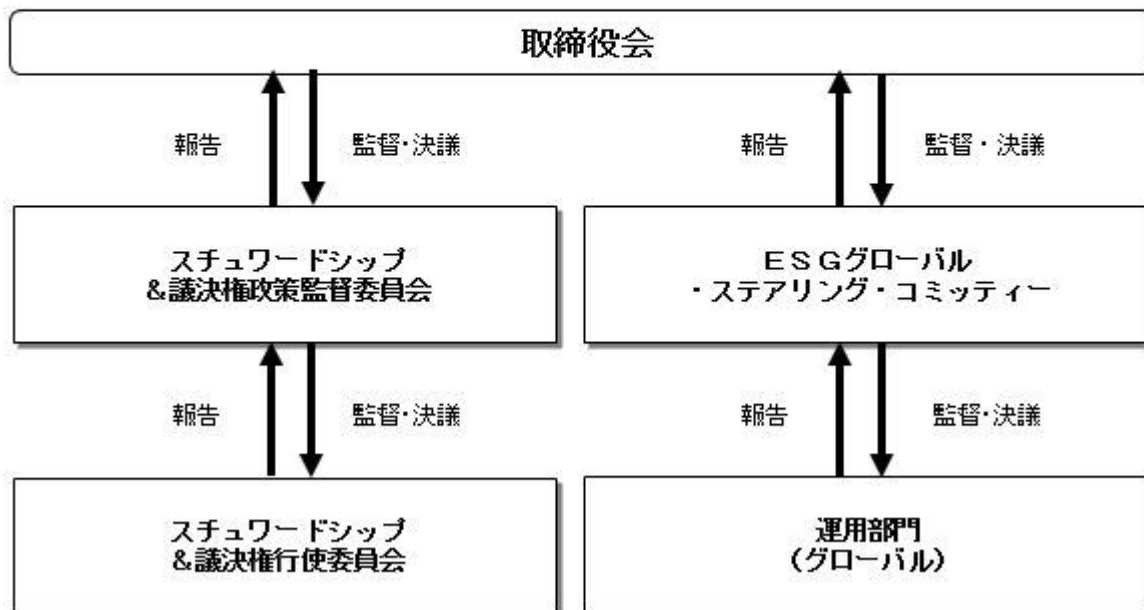 取締役会
報告
監督・決議
報告
監督・決議
スチュワードシップ
&議決権政策監督委員会
ESGグローバル
・ステアリング・コミッティー
報告
監督・決議
報告
監督・決議
スチュワードシップ
&議決権行使委員会
運用部門
(グローバル)